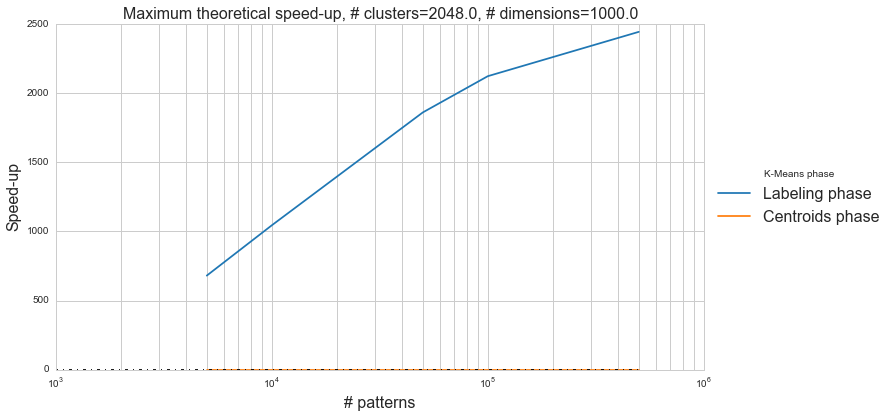 Maximum theoretical speed-up, # clusters=2048.0, # dimensions=1000.0
2500
2000
1500
1000
500
0
Speed-up
10³
10⁴
10⁵
10⁶
# patterns
K-Means phase
Labeling phase
Centroids phase